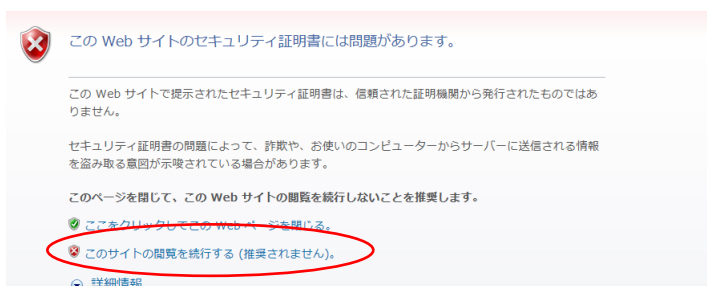 この Web サイトのセキュリティ証明書には問題があります。
この Web サイトで提示されたセキュリティ証明書は、信頼された証明機関から発行されたものではあ
りません。
セキュリティ証明書の問題によって、詐欺や、お使いのコンピューターからサーバーに送信される情報
を盗み取る意図が示唆されている場合があります。
このページを閉じて、この Web サイトの閲覧を続行しないことを推奨します。
ここをクリックしてこの Web ページを閉じる。
このサイトの閲覧を続行する (推奨されません)。
詳細情報